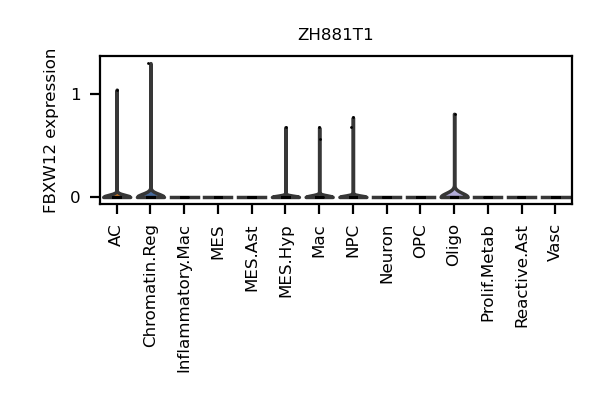 ZH881T1
FBXW12 expression
1
0
AC
Chromatin.Reg
Inflammatory.Mac
MES
MES.Ast
MES.Hyp
Mac
NPC
Neuron
OPC
Oligo
Prolif.Metab
Reactive.Ast
Vasc